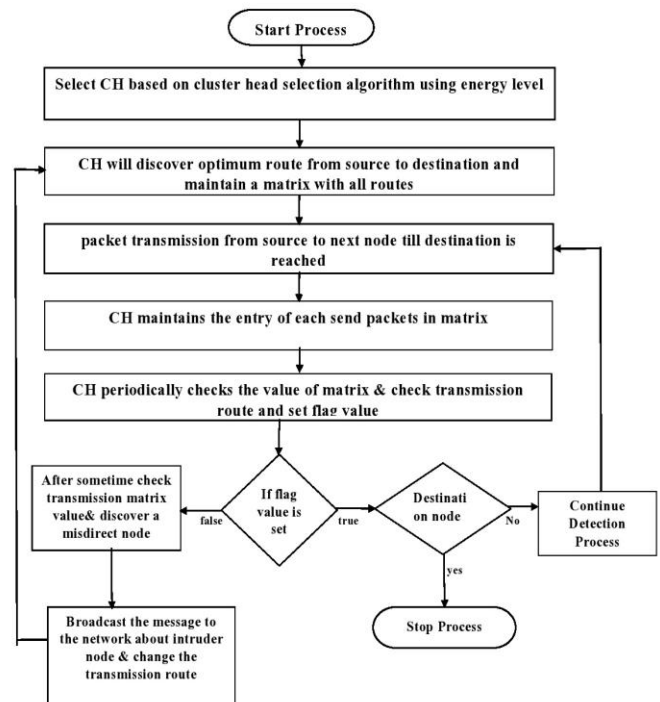 Start Process
Select CH based on cluster head selection algorithm using energy level
CH will discover optimum route from source to destination and
maintain a matrix with all routes
packet transmission from source to next node till destination is
reached
CH maintains the entry of each send packets in matrix
CH periodically checks the value of matrix & check transmission
route and set flag value
After sometime check
transmission matrix
value& discover a
misdirect node
false
If flag
value is
set
true
Destinati
on node
No
Continue
Detection
Process
yes
Broadcast the message to
the network about intruder
node & change the
transmission route
Stop Process